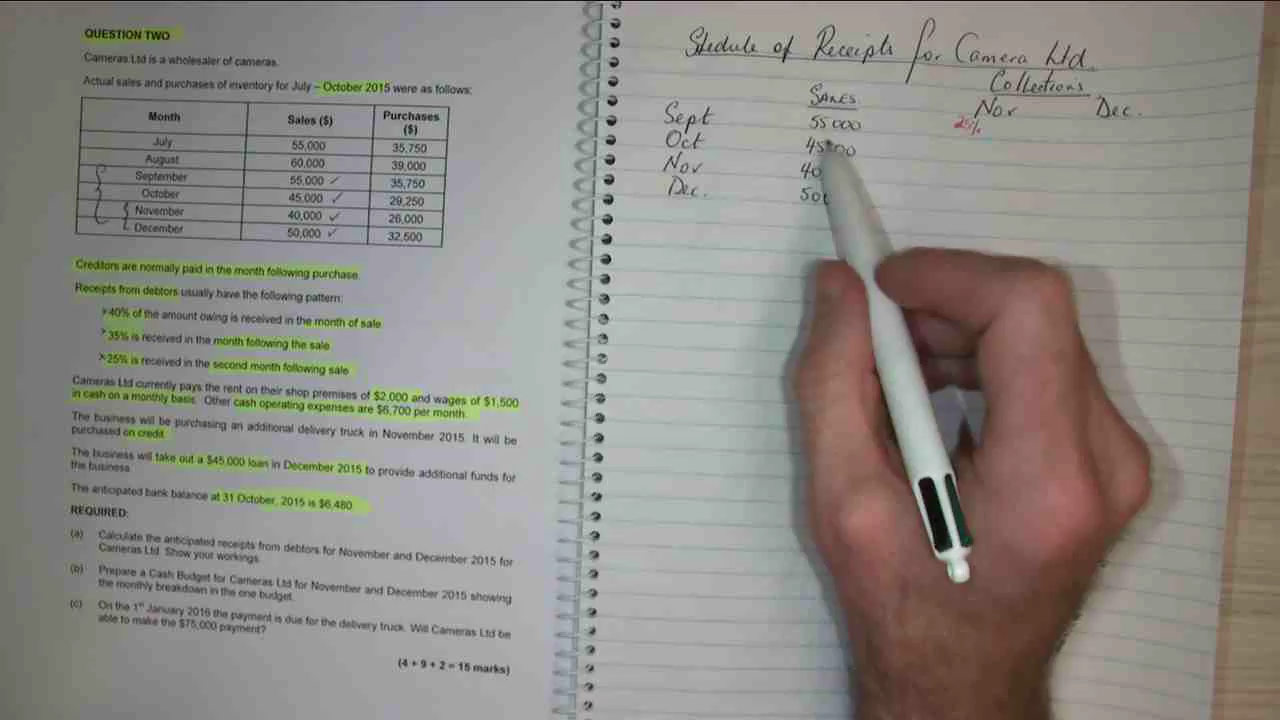 QUESTION TWO
Cameras Ltd is a wholesaler of cameras.
Actual sales and purchases of inventory for July – October 2015 were as follows:
Month Sales ($) Purchases ($)
July 55,000 35,750
August 60,000 39,000
September 55,000 ✓ 35,750
October 45,000 ✓ 29,250
November 40,000 ✓ 26,000
December 50,000 ✓ 32,500
Creditors are normally paid in the month following purchase.
Receipts from debtors usually have the following pattern:
40% of the amount owing is received in the month of sale
35% is received in the month following the sale
25% is received in the second month following sale
Cameras Ltd currently pays the rent on their shop premises of $2,000 and wages of $1,500
in cash on a monthly basis. Other cash operating expenses are $6,700 per month.
The business will be purchasing an additional delivery truck in November 2015. It will be
purchased on credit.
The business will take out a $45,000 loan in December 2015 to provide additional funds for
the business.
The anticipated bank balance at 31 October, 2015 is $6,480.
REQUIRED:
(a) Calculate the anticipated receipts from debtors for November and December 2015 for
Cameras Ltd. Show your workings.
(b) Prepare a Cash Budget for Cameras Ltd for November and December 2015 showing
the monthly breakdown in the one budget.
(c) On the 1st January 2016 the payment is due for the delivery truck. Will Cameras Ltd be
able to make the $75,000 payment?
(4 + 9 + 2 = 15 marks)
Shedule of Receipts for Camera Ltd.
Collections
SALES Nov Dec.
Sept 55000 25%
Oct
Nov
Dec.